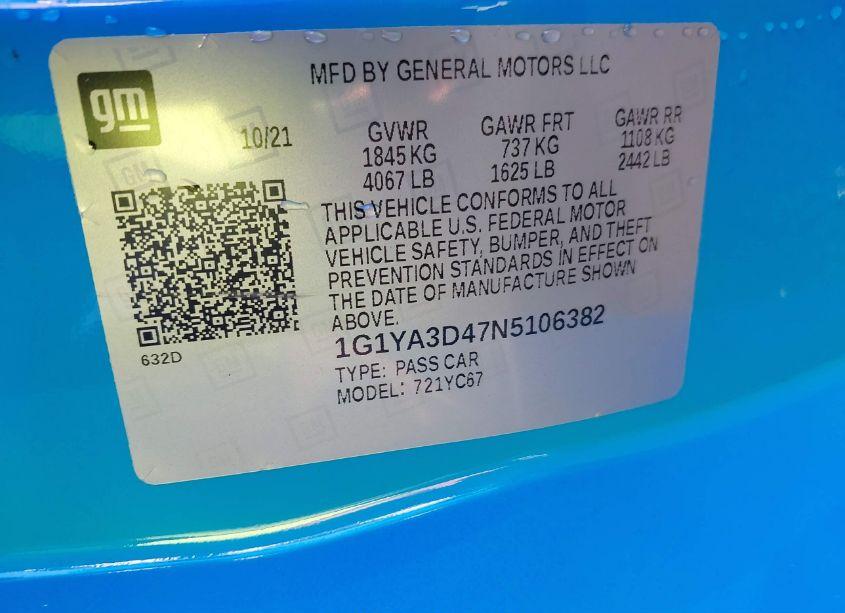 MFD BY GENERAL MOTORS LLC
gm
10/21
GVWR
1845 KG
4067 LB
GAWR FRT
737 KG
1625 LB
GAWR RR
1108 KG
2442 LB
THIS VEHICLE CONFORMS TO ALL
APPLICABLE U.S. FEDERAL MOTOR
VEHICLE SAFETY, BUMPER, AND THEFT
PREVENTION STANDARDS IN EFFECT ON
THE DATE OF MANUFACTURE SHOWN
ABOVE.
1G1YA3D47N5106382
TYPE: PASS CAR
MODEL: 721YC67
632D